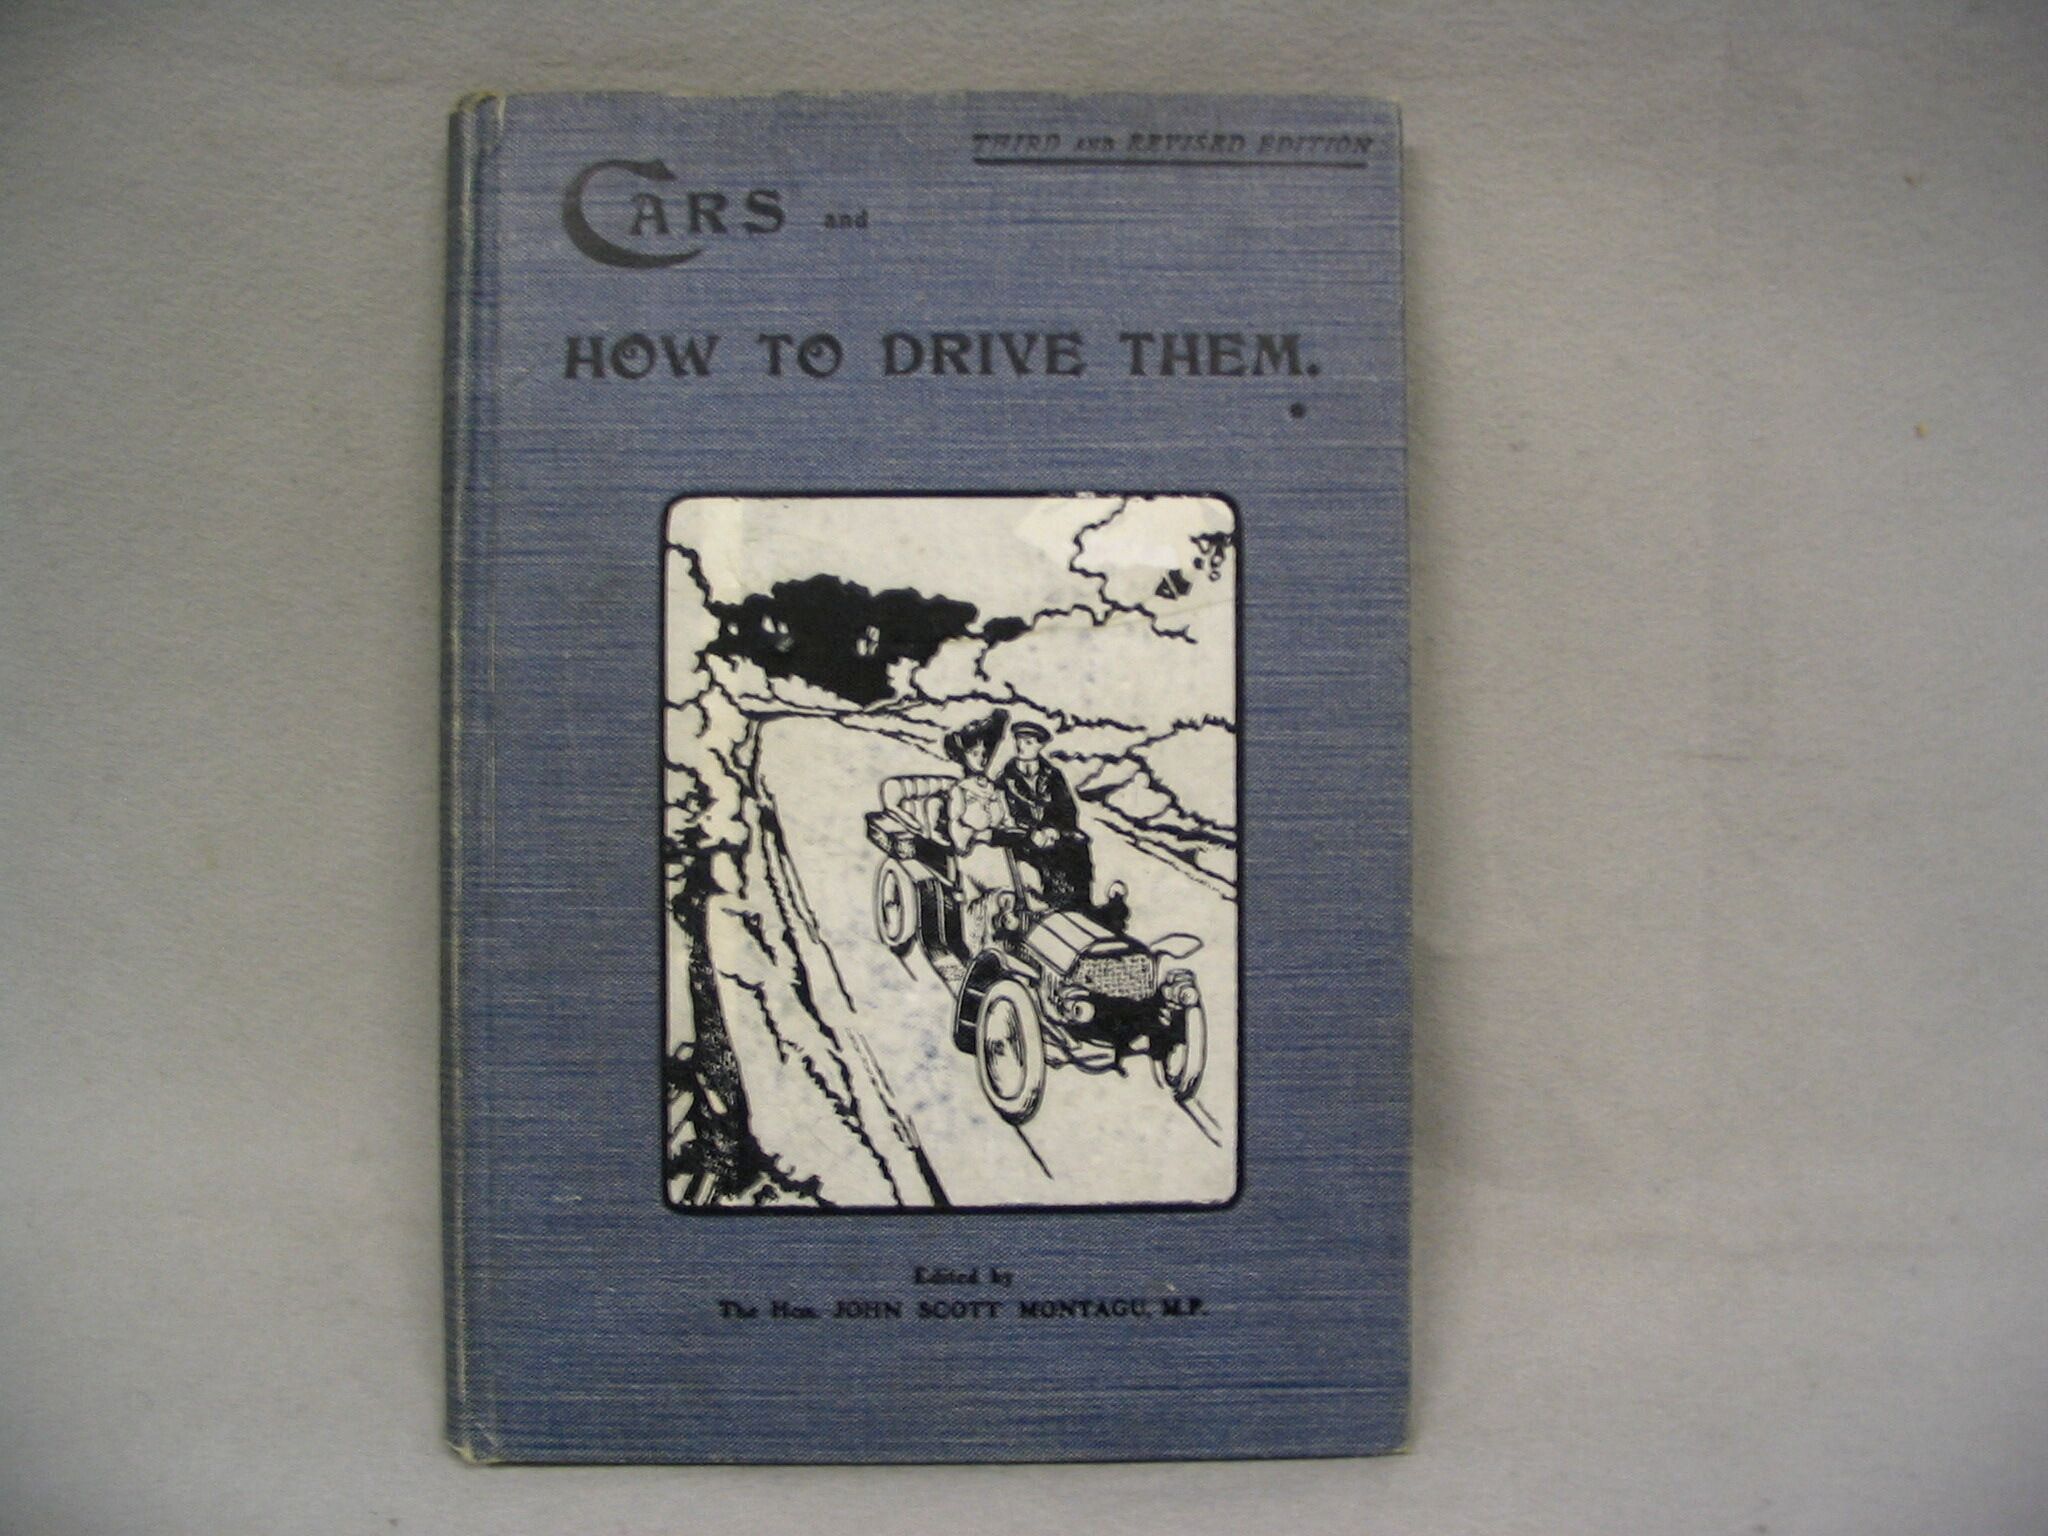 THIRD AND REVISED EDITION
CARS and
HOW TO DRIVE THEM.
Edited by
The Hon. JOHN SCOTT MONTAGU, M.P.